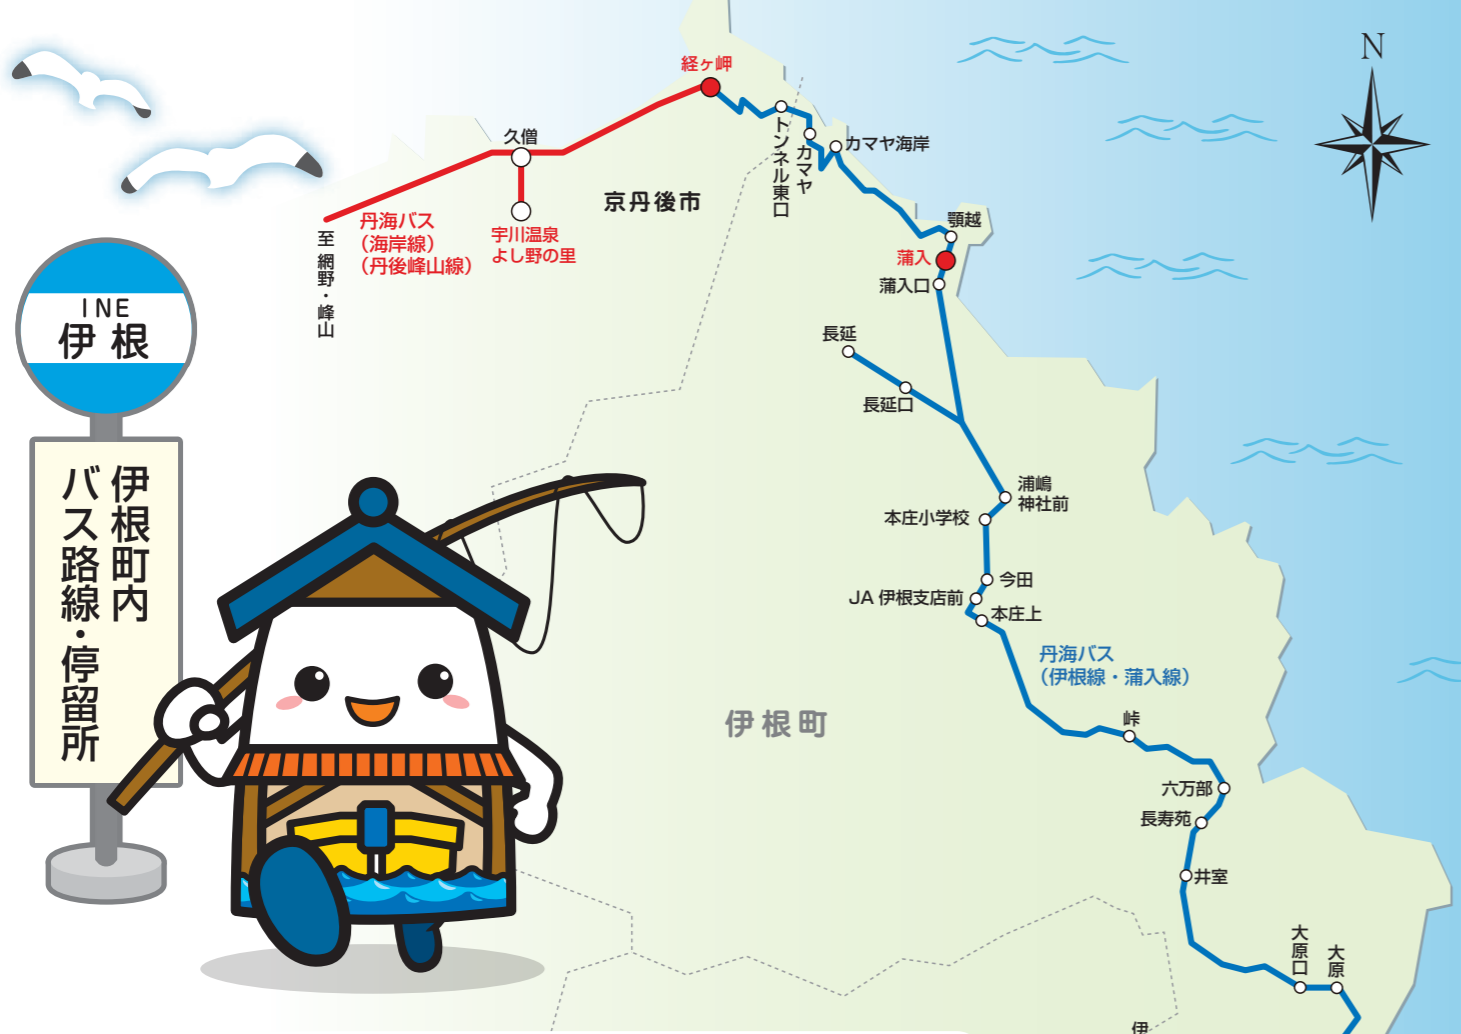 N
経ヶ岬
久僧
トンネル東口
カマヤ
カマヤ海岸
京丹後市
丹海バス
（海岸線）
（丹後峰山線）
宇川温泉
よし野の里
至 網野・峰山
顎越
蒲入
蒲入口
INE
伊根
長延
長延口
伊根町内
バス路線・停留所
浦嶋
神社前
本庄小学校
今田
JA 伊根支店前
本庄上
丹海バス
（伊根線・蒲入線）
伊根町
峠
六万部
長寿苑
井室
大原口
大原
伊